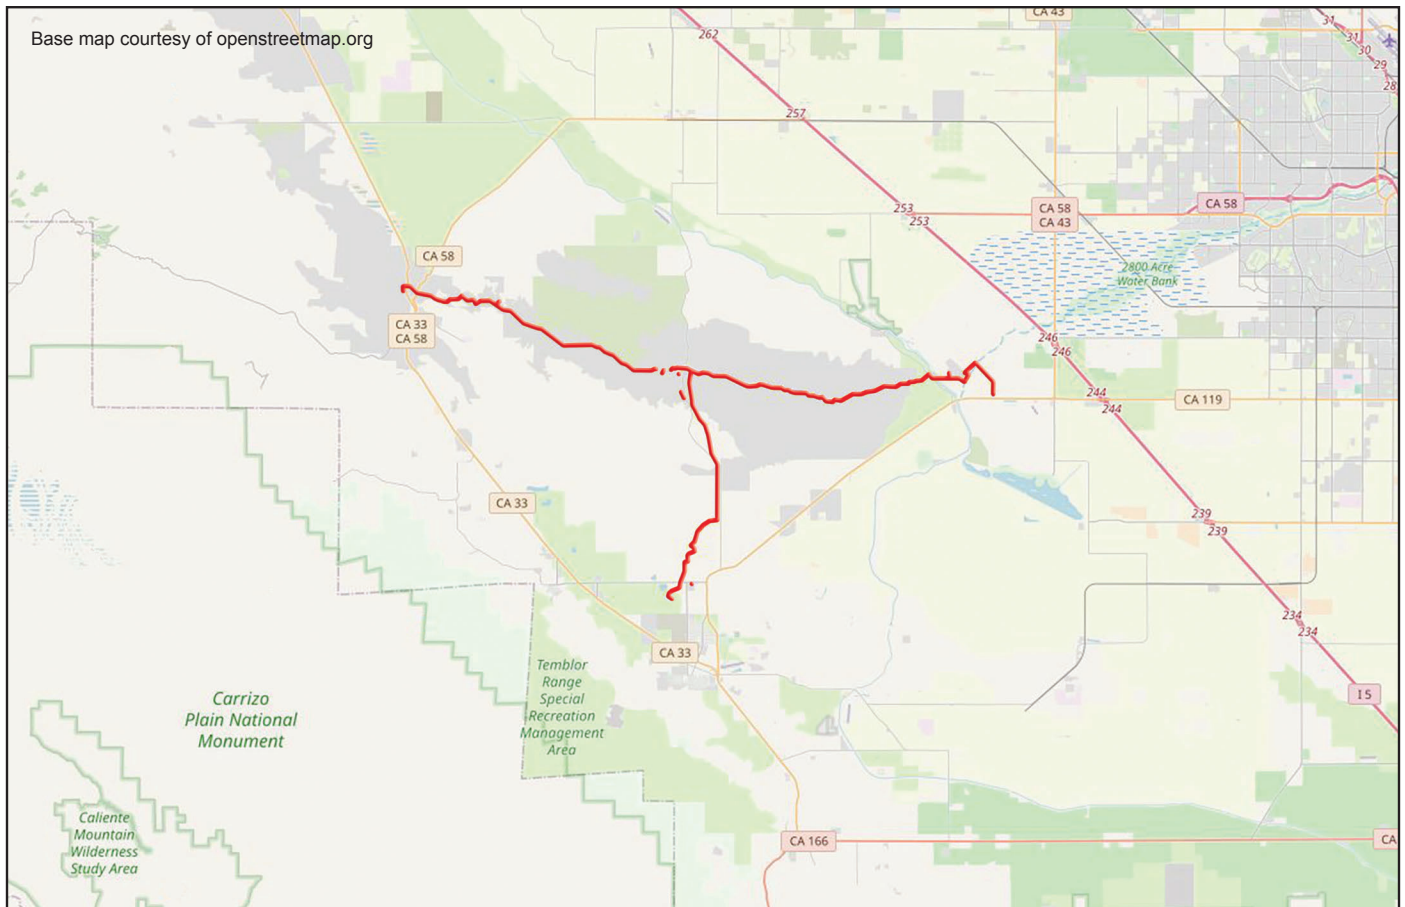 Base map courtesy of openstreetmap.org
CA 43
262
31
31
30
29
28
257
253
253
CA 58
CA 43
CA 58
CA 58
2800 Acre
Water Bank
CA 33
CA 58
246
246
244
244
CA 119
CA 33
239
239
234
234
CA 33
Temblor
Range
Special
Recreation
Management
Area
Carrizo
Plain National
Monument
I 5
Caliente
Mountain
Wilderness
Study Area
CA 166
CA